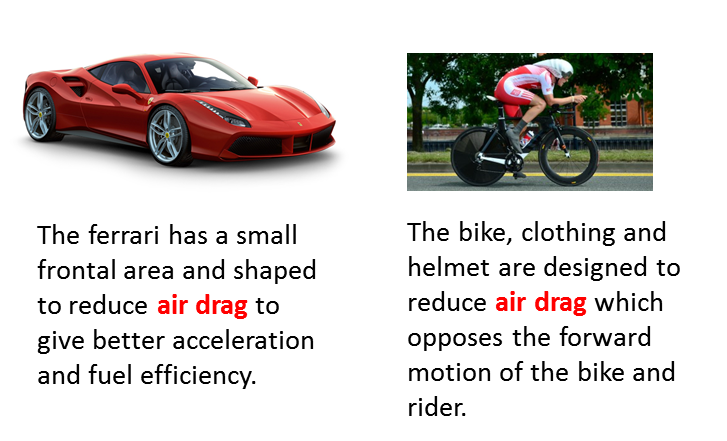 The ferrari has a small
frontal area and shaped
to reduce air drag to
give better acceleration
and fuel efficiency.
The bike, clothing and
helmet are designed to
reduce air drag which
opposes the forward
motion of the bike and
rider.